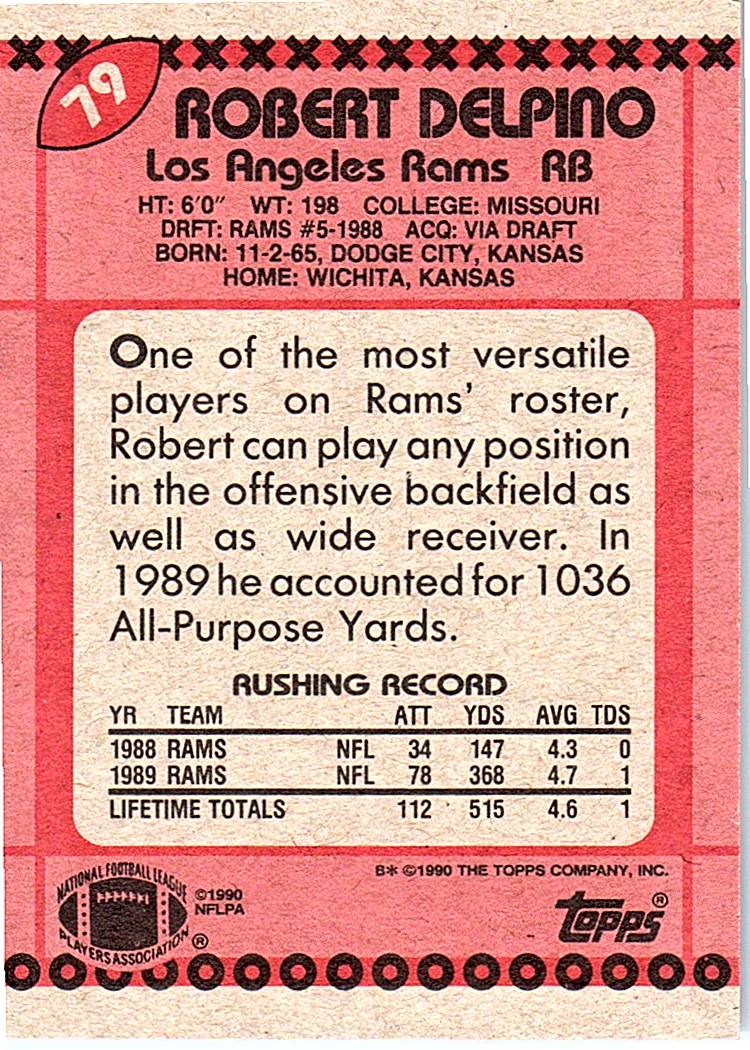 79
ROBERT DELPINO
Los Angeles Rams RB
HT: 6'0" WT: 198 COLLEGE: MISSOURI
DRFT: RAMS #5-1988 ACQ: VIA DRAFT
BORN: 11-2-65, DODGE CITY, KANSAS
HOME: WICHITA, KANSAS
One of the most versatile
players on Rams' roster,
Robert can play any position
in the offensive backfield as
well as wide receiver. In
1989 he accounted for 1036
All-Purpose Yards.
RUSHING RECORD
YR TEAM ATT YDS AVG TDS
1988 RAMS NFL 34 147 4.3 0
1989 RAMS NFL 78 368 4.7 1
LIFETIME TOTALS 112 515 4.6 1
B* ©1990 THE TOPPS COMPANY, INC.
NATIONAL FOOTBALL LEAGUE
PLAYERS ASSOCIATION ®
©1990
NFLPA
topps ®